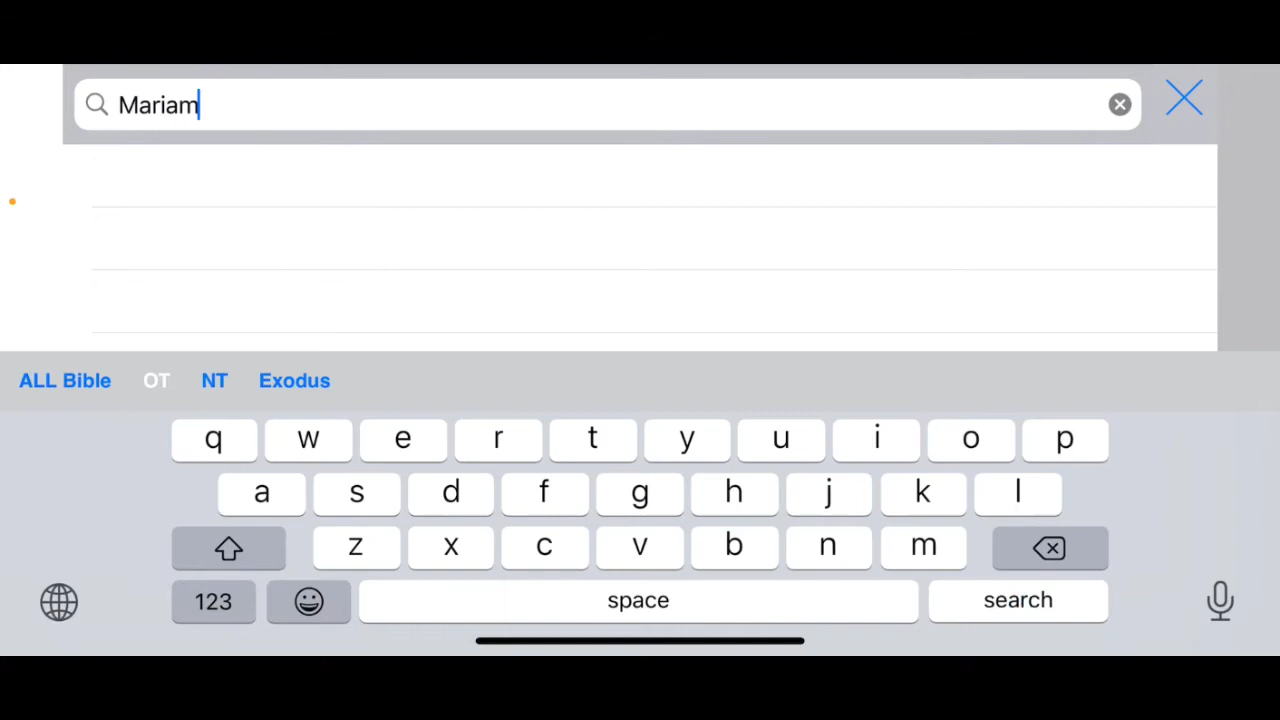 Mariam
ALL Bible OT NT Exodus
q w e r t y u i o p
a s d f g h j k l
z x c v b n m
123 space search